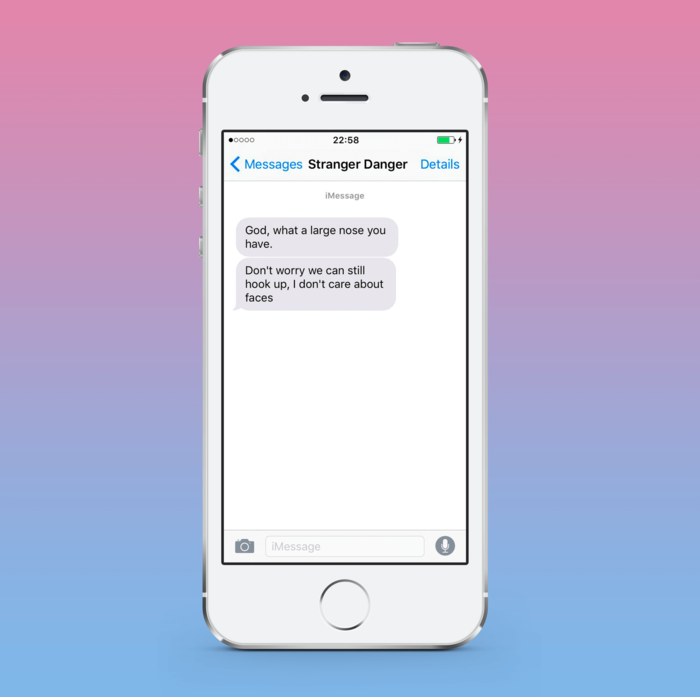 22:58
Messages Stranger Danger Details
iMessage
God, what a large nose you
have.
Don't worry we can still
hook up, I don't care about
faces
iMessage